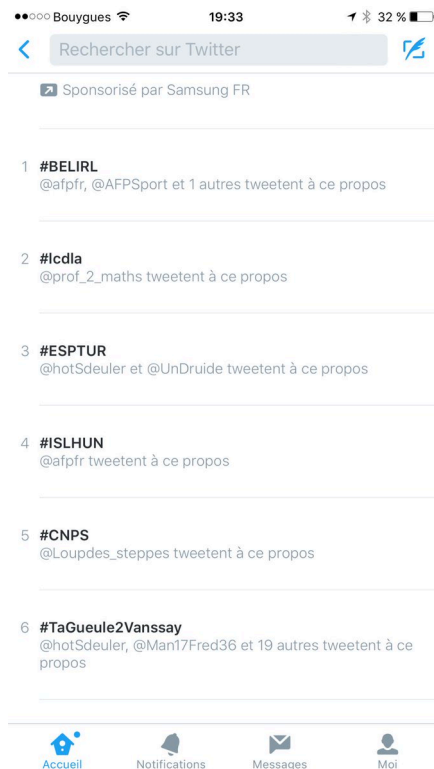 Bouygues 19:33 32 %
Rechercher sur Twitter
Sponsorisé par Samsung FR
1 #BELIRL
@afpfr, @AFPSport et 1 autres tweetent à ce propos
2 #lcdla
@prof_2_maths tweetent à ce propos
3 #ESPTUR
@hotSdeuler et @UnDruide tweetent à ce propos
4 #ISLHUN
@afpfr tweetent à ce propos
5 #CNPS
@Loupdes_steppes tweetent à ce propos
6 #TaGueule2Vanssay
@hotSdeuler, @Man17Fred36 et 19 autres tweetent à ce
propos
Accueil Notifications Messages Moi